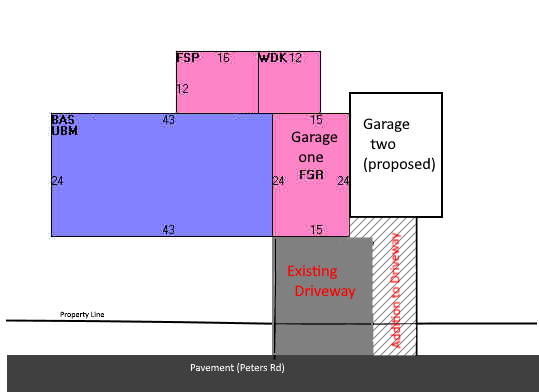 FSP 16 WDK 12
12
BAS
UBM
43
15
Garage
one
FGR
Garage
two
(proposed)
24
24
24
43
15
Existing
Driveway
Addition to Driveway
Property Line
Pavement (Peters Rd)